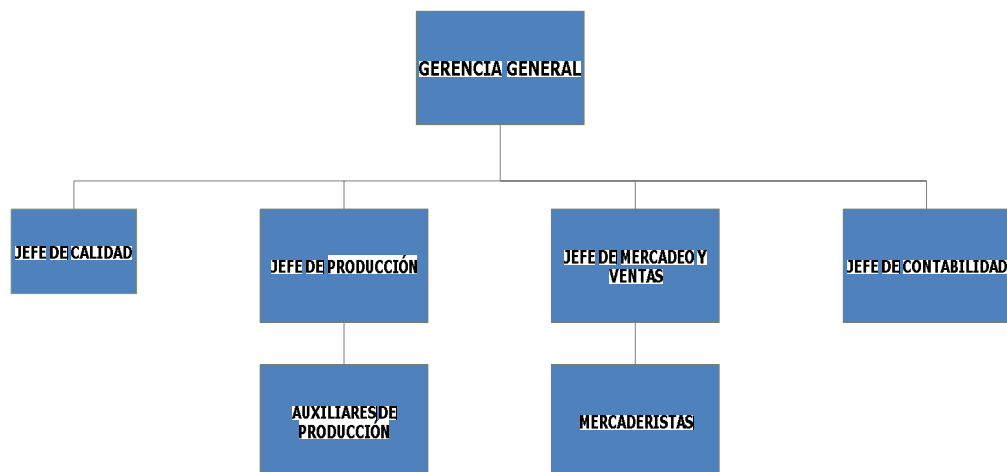 GERENCIA GENERAL
JEFE DE CALIDAD
JEFE DE PRODUCCIÓN
JEFE DE MERCADEO Y
VENTAS
JEFE DE CONTABILIDAD
AUXILIARES DE
PRODUCCIÓN
MERCADERISTAS